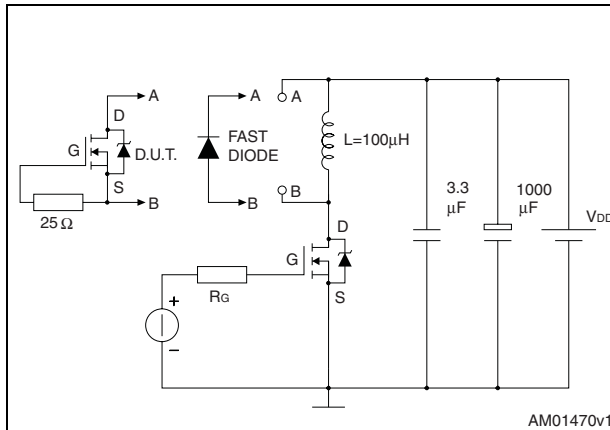 A
A
A
D
G
D.U.T.
FAST
DIODE
L=100µH
S
B
B
B
25 Ω
D
3.3
µF
1000
µF
VDD
G
RG
S
+
–
AM01470v1